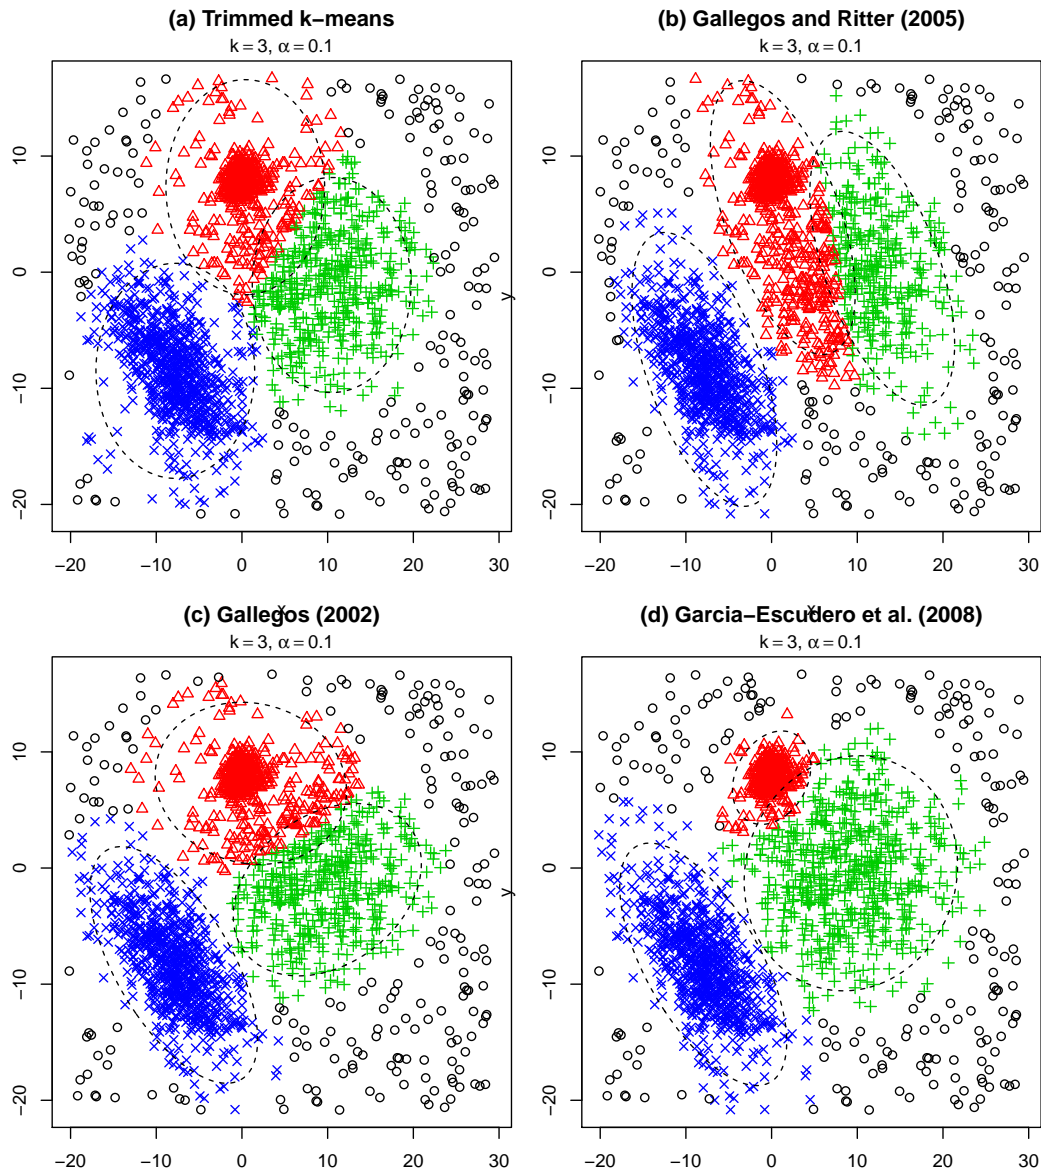 (a) Trimmed k−means
k = 3, α = 0.1
10
0
−10
−20
−20 −10 0 10 20 30
(b) Gallegos and Ritter (2005)
k = 3, α = 0.1
y
10
0
−10
−20
−20 −10 0 10 20 30
x
(c) Gallegos (2002)
k = 3, α = 0.1
10
0
−10
−20
−20 −10 0 10 20 30
x
(d) Garcia−Escudero et al. (2008)
k = 3, α = 0.1
y
10
0
−10
−20
−20 −10 0 10 20 30